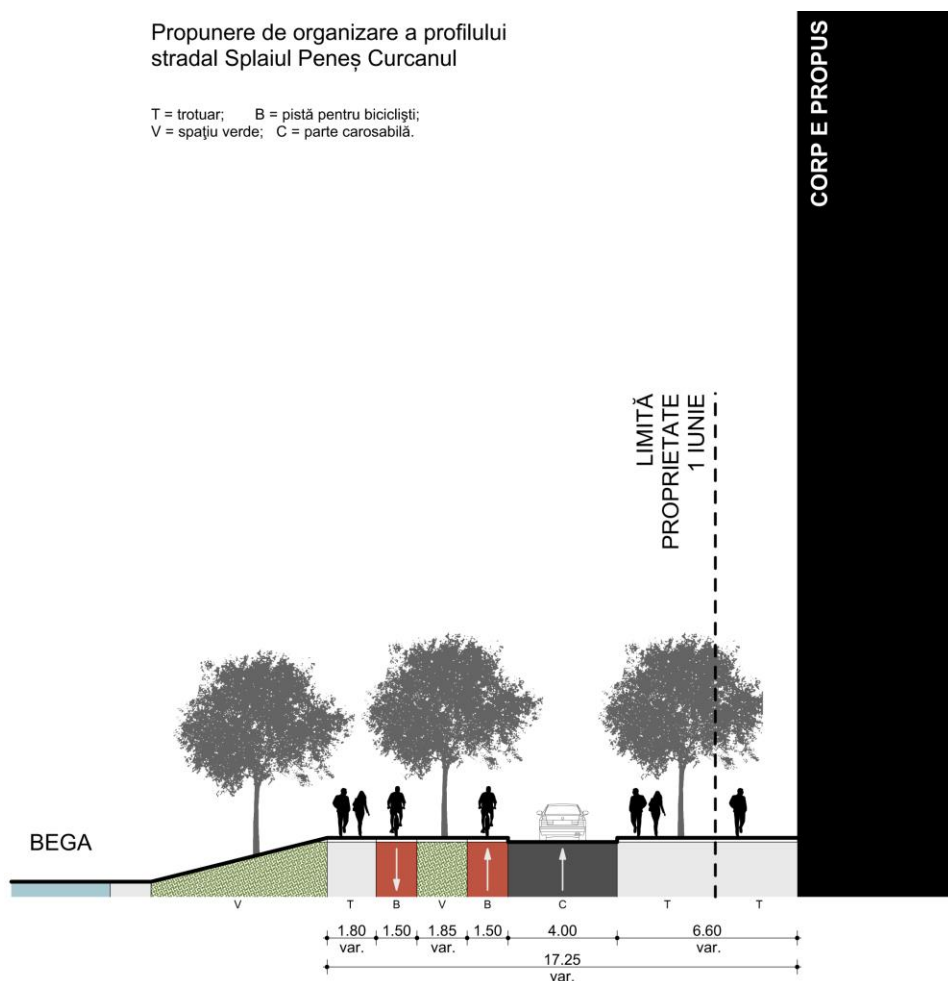 Propunere de organizare a profilului
stradal Splaiul Peneș Curcanul
T = trotuar; B = pistă pentru bicicliști;
V = spațiu verde; C = parte carosabilă.
CORP E PROPUS
LIMITĂ
PROPRIETATE
1 IUNIE
BEGA
V T B V B C T T
1.80 1.50 1.85 1.50 4.00 6.60
var. var. var.
17.25
var.